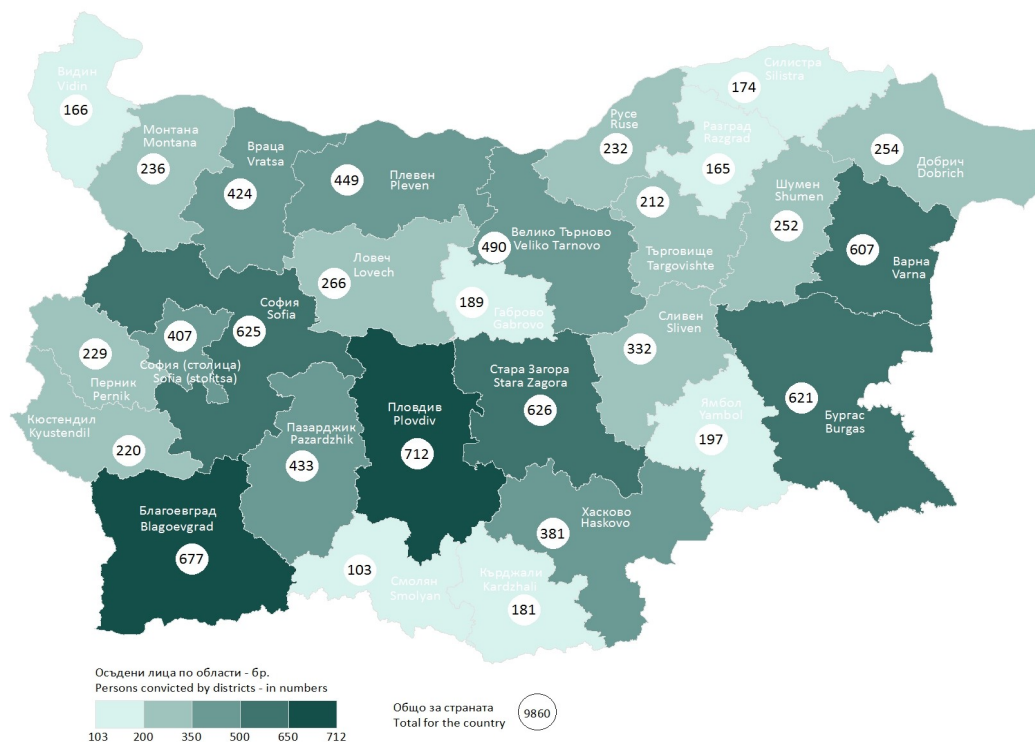 Видин
Vidin
166
Монтана
Montana
236
Враца
Vratsa
424
Плевен
Pleven
449
Ловеч
Lovech
266
Велико Търново
Veliko Tarnovo
490
Габрово
Gabrovo
189
Русе
Ruse
232
Силистра
Silistra
174
Разград
Razgrad
165
Добрич
Dobrich
254
Шумен
Shumen
252
Търговище
Targovishte
212
Варна
Varna
607
София
Sofia
625
София (столица)
Sofia (stolitsa)
407
Перник
Pernik
229
Кюстендил
Kyustendil
220
Благоевград
Blagoevgrad
677
Пазарджик
Pazardzhik
433
Пловдив
Plovdiv
712
Стара Загора
Stara Zagora
626
Сливен
Sliven
332
Ямбол
Yambol
197
Бургас
Burgas
621
Хасково
Haskovo
381
Смолян
Smolyan
103
Кърджали
Kardzhali
181
Осъдени лица по области - бр.
Persons convicted by districts - in numbers
103 200 350 500 650 712
Общо за страната
Total for the country
9860